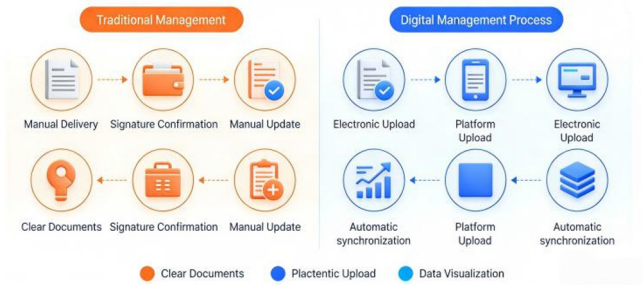 Traditional Management
Digital Management Process
Manual Delivery
Signature Confirmation
Manual Update
Electronic Upload
Platform
Upload
Electronic
Upload
Clear Documents
Signature Confirmation
Manual Update
Automatic
synchronization
Platform
Upload
Automatic
synchronization
Clear Documents
Plactentic Upload
Data Visualization